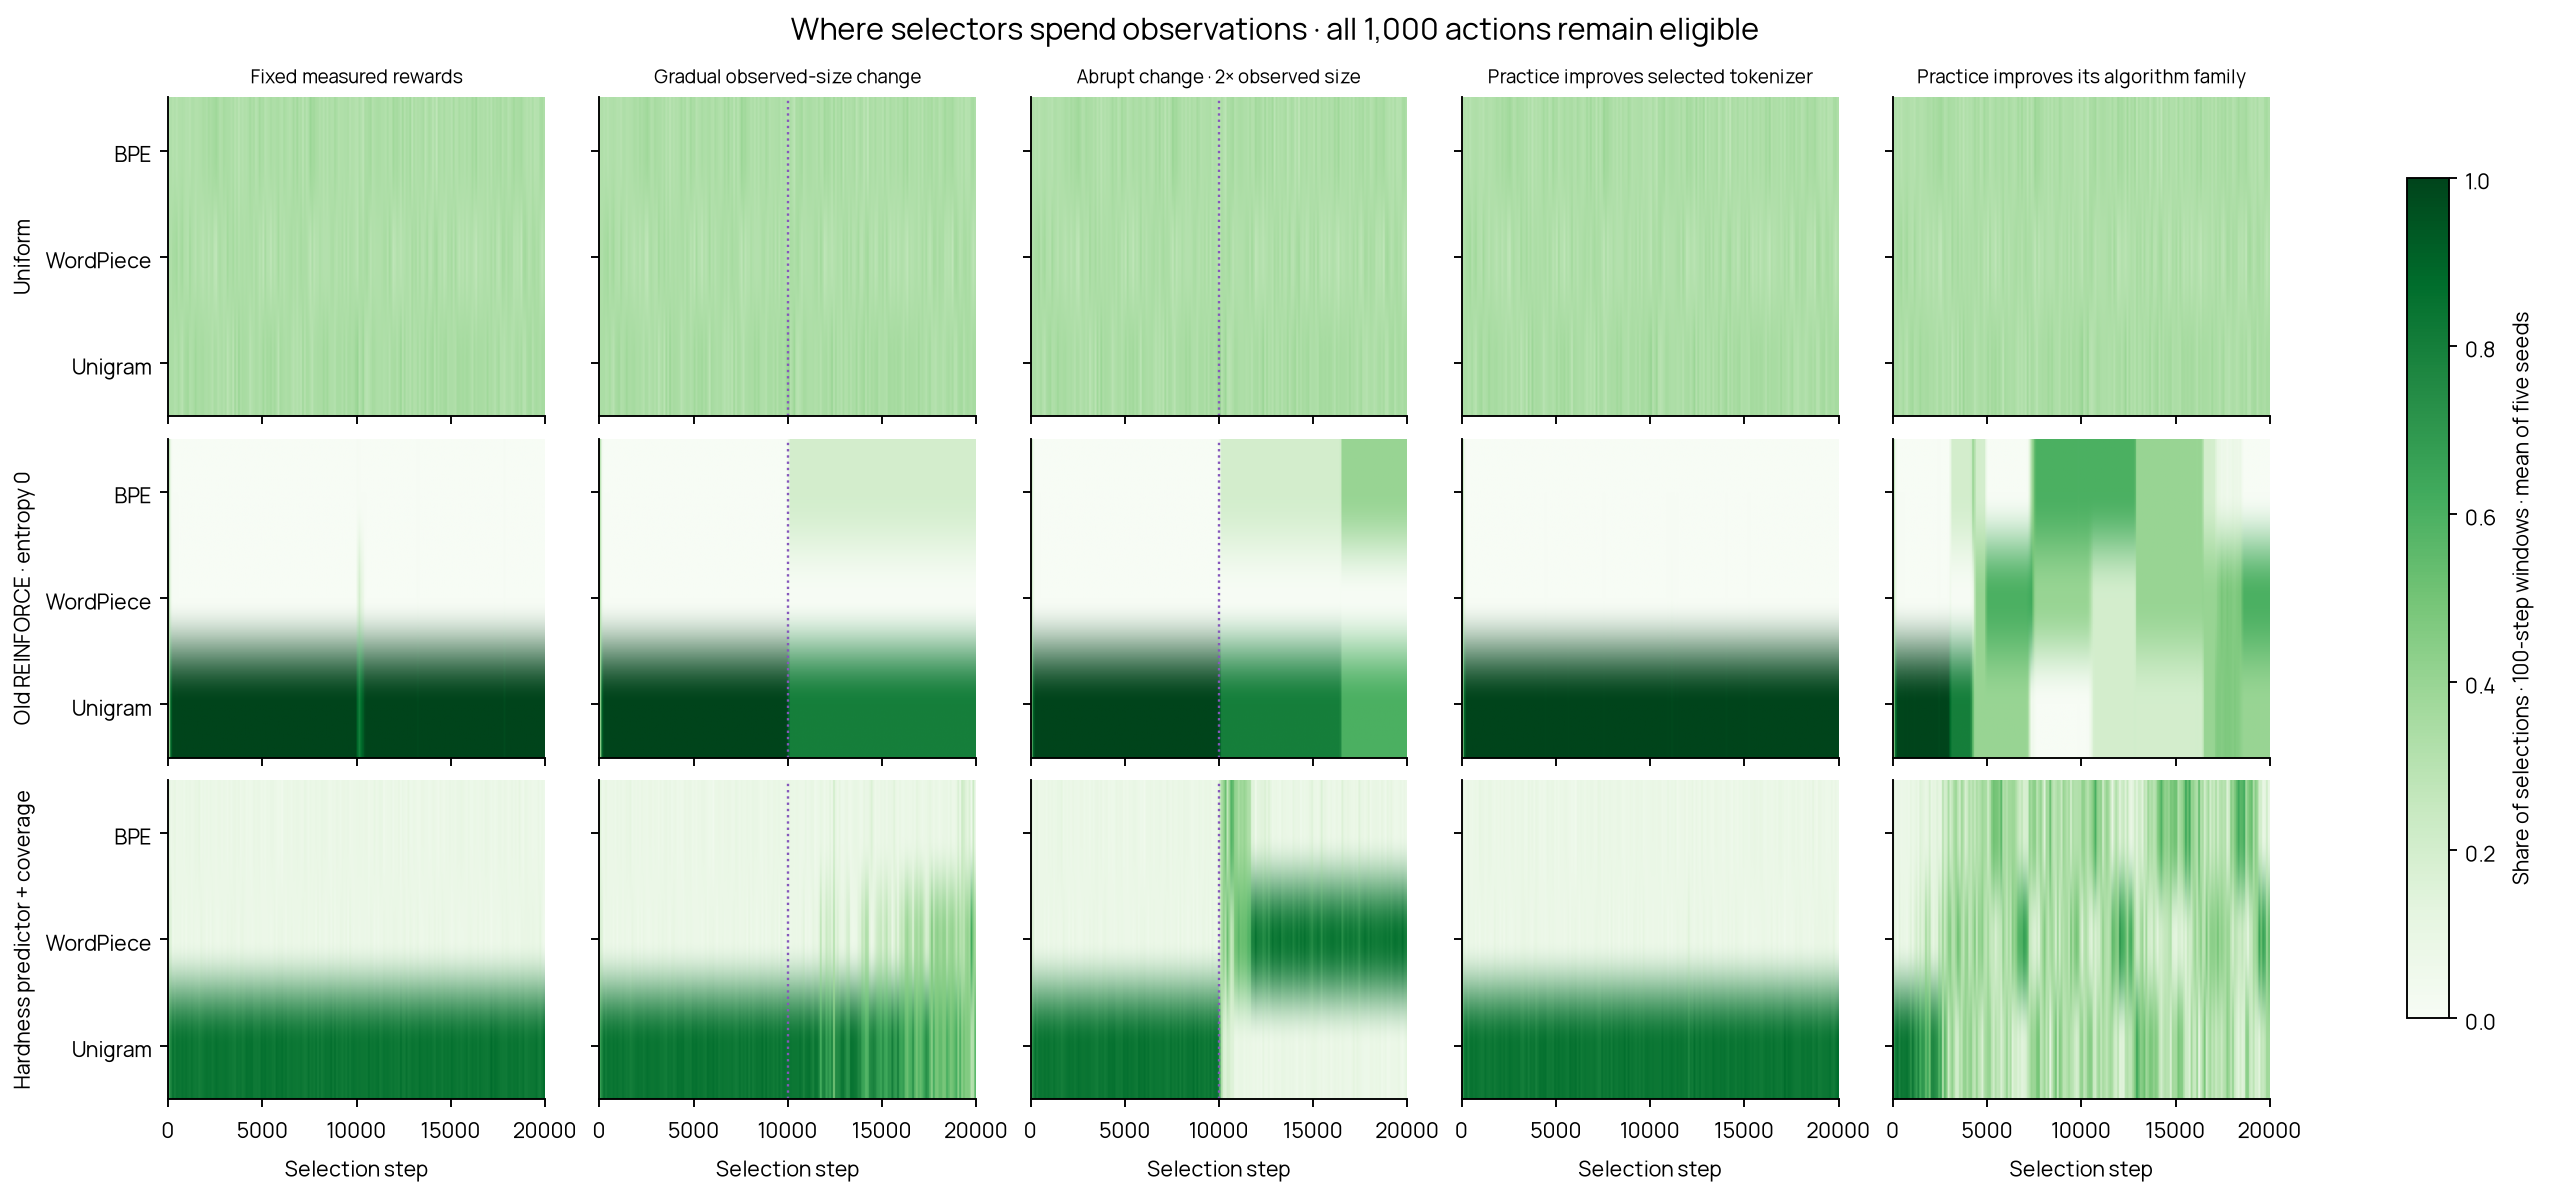 Where selectors spend observations · all 1,000 actions remain eligible
Fixed measured rewards
Gradual observed-size change
Abrupt change · 2× observed size
Practice improves selected tokenizer
Practice improves its algorithm family
Uniform
BPE
WordPiece
Unigram
Old REINFORCE · entropy 0
BPE
WordPiece
Unigram
Hardness predictor + coverage
BPE
WordPiece
Unigram
0 5000 10000 15000 20000
0 5000 10000 15000 20000
0 5000 10000 15000 20000
0 5000 10000 15000 20000
0 5000 10000 15000 20000
Selection step
Selection step
Selection step
Selection step
Selection step
1.0
0.8
0.6
0.4
0.2
0.0
Share of selections · 100-step windows · mean of five seeds